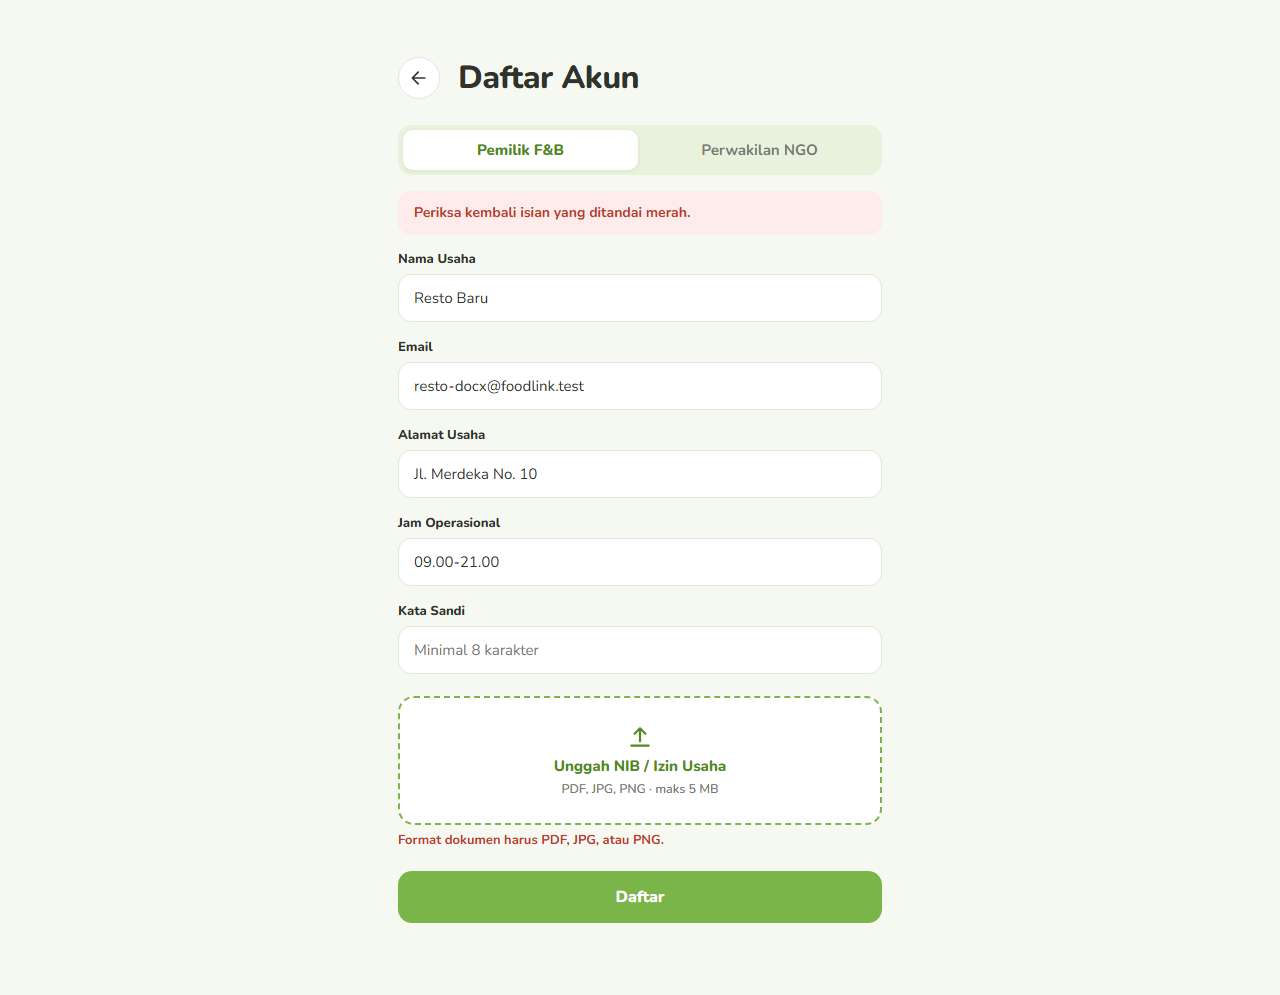 Daftar Akun
Pemilik F&B
Perwakilan NGO
Periksa kembali isian yang ditandai merah.
Nama Usaha
Resto Baru
Email
resto-docx@foodlink.test
Alamat Usaha
Jl. Merdeka No. 10
Jam Operasional
09.00-21.00
Kata Sandi
Minimal 8 karakter
Unggah NIB / Izin Usaha
PDF, JPG, PNG · maks 5 MB
Format dokumen harus PDF, JPG, atau PNG.
Daftar